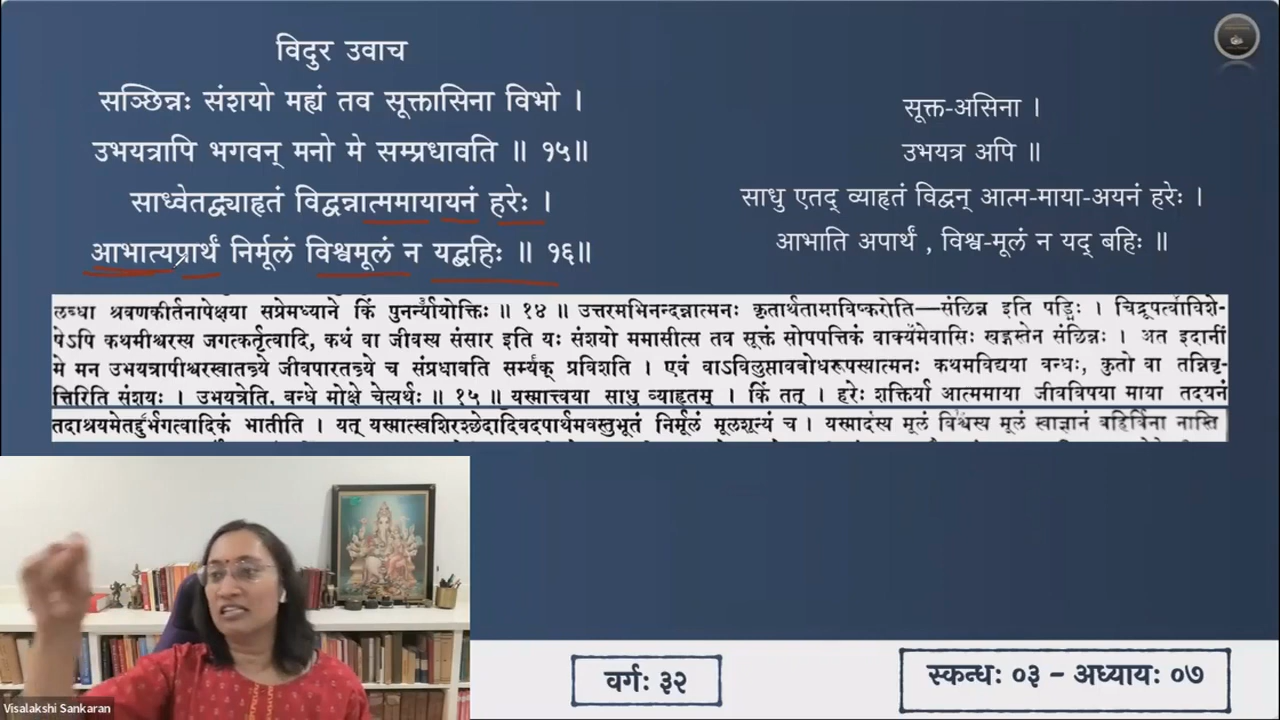 विदुर उवाच
सञ्छिन्नः संशयो मह्यं तव सूक्तासिना विभो ।
उभयत्रापि भगवन् मनो मे सम्प्रधावति ॥ १५॥
साध्वेतद्व्याहृतं विद्वन्नात्ममायायनं हरेः ।
आभात्यपार्थं निर्मूलं विश्वमूलं न यद्बहिः ॥ १६॥
सूक्त-असिना ।
उभयत्र अपि ॥
साधु एतद् व्याहृतं विद्वन् आत्म-माया-अयनं हरेः ।
आभाति अपार्थं , विश्व-मूलं न यद् बहिः ॥
लब्धा श्रवणकीर्तनापेक्षया सप्रेमध्याने किं पुनर्न्यायोक्तिः ॥ १४ ॥ उत्तरमभिनन्दन्नात्मनः कृतार्थतामाविष्करोति—संछिन्न इति पड्भिः । चिद्रूपत्वाविशे-
षेऽपि कथमीश्वरस्य जगत्कर्तृत्वादि, कथं वा जीवस्य संसार इति यः संशयो ममासीत्स तव सूक्तं सोपपत्तिकं वाक्यमेवासिः खड्गस्तेन संछिन्नः । अत इदानीं
मे मन उभयत्रापीश्वरस्वातन्त्र्ये जीवपारतन्त्र्ये च संप्रधावति सम्यक् प्रविशति । एवं वाऽविलुप्तावबोधरूपस्यात्मनः कथमविद्यया बन्धः, कुतो वा तन्निवृ-
त्तिरिति संशयः । उभयत्रेति, बन्धे मोक्षे चेत्यर्थः ॥ १५ ॥ यस्मात्त्वया साधु व्याहृतम् । किं तत् । हरेः शक्तिर्या आत्ममाया जीवविषया माया तदयनं
तदाश्रयमेतद्दुर्भगत्वादिकं भातीति । यत् यस्मात्स्वशिरश्छेदादिवदपार्थमवस्तुभूतं निर्मूलं मूलशून्यं च । यस्मादस्य मूलं विश्वस्य मूलं स्वाज्ञानं बहिर्विना नास्ति
Visalakshi Sankaran
वर्गः ३२
स्कन्धः ०३ – अध्यायः ०७